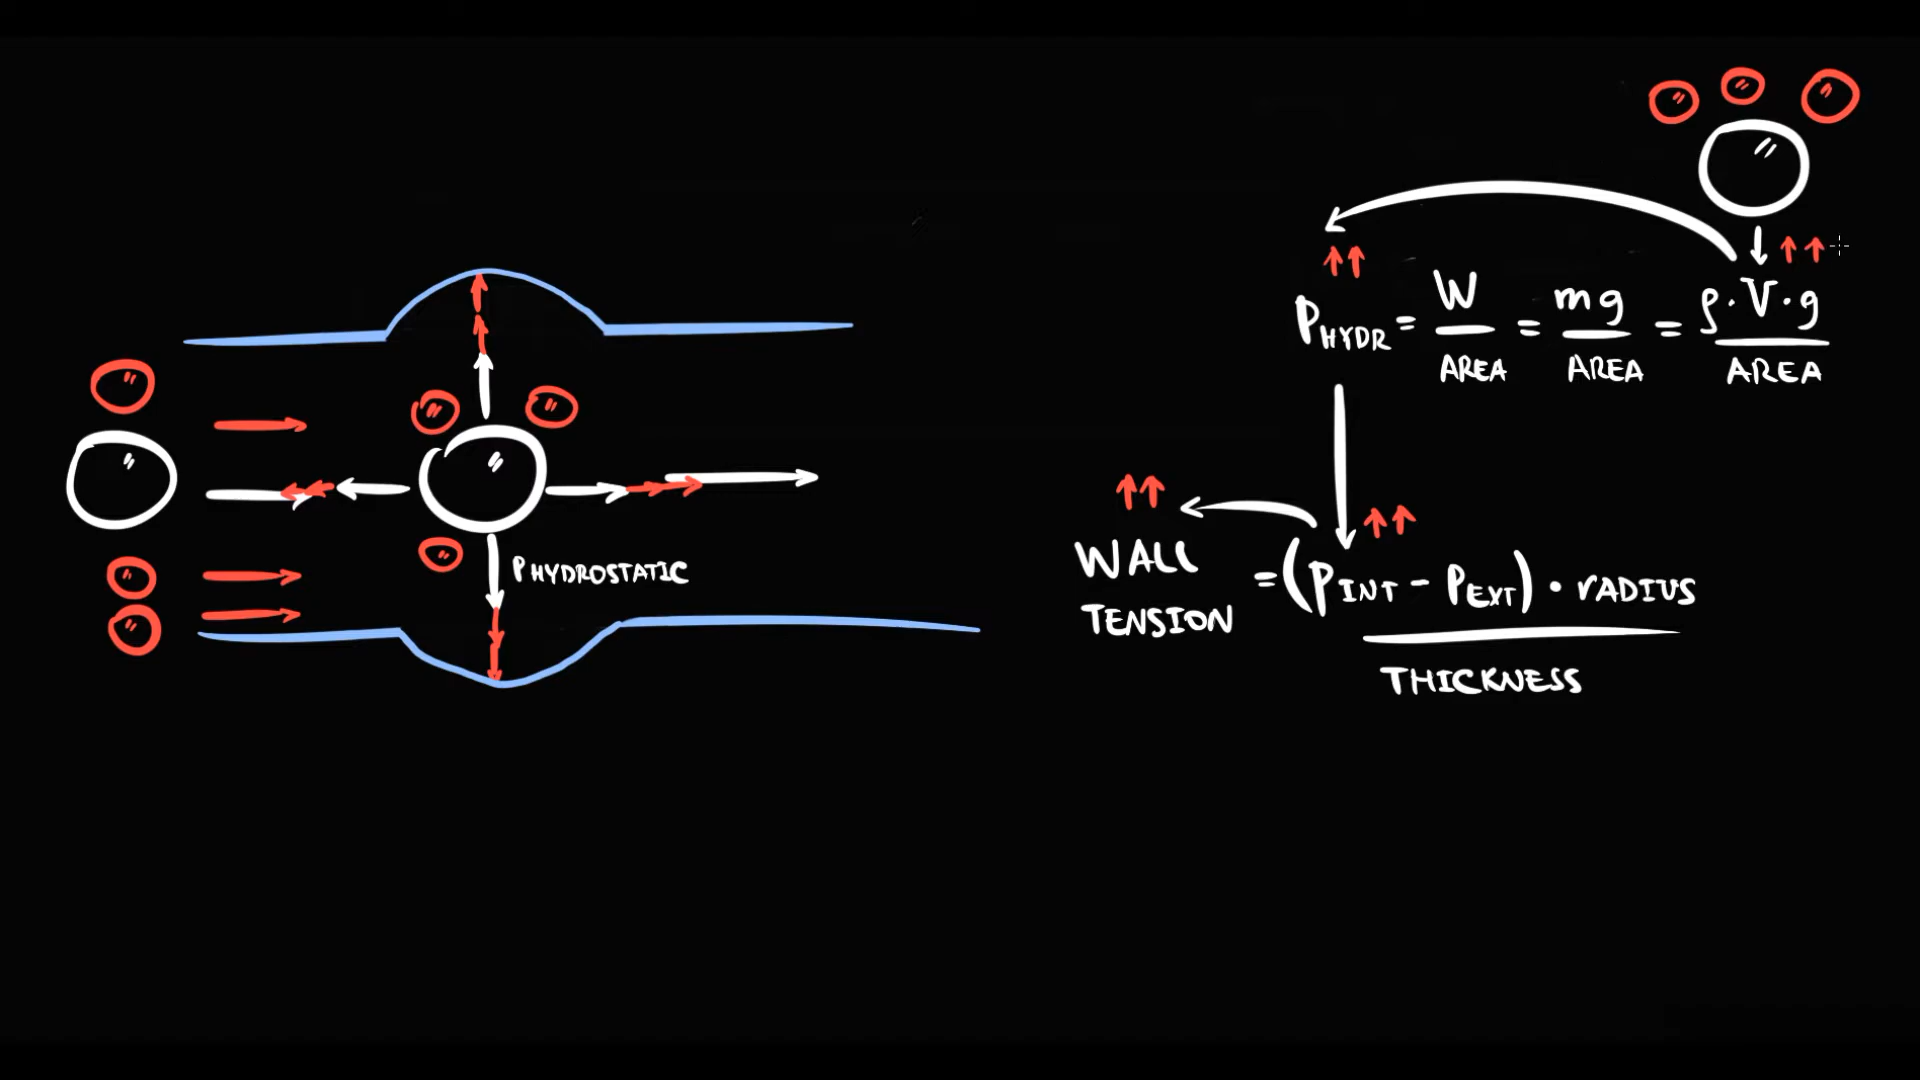 PHYDR = W/AREA = mg/AREA = ρ·V·g/AREA
PHYDROSTATIC
WALL TENSION = (PINT - PEXT) · rADIUS
THICKNESS